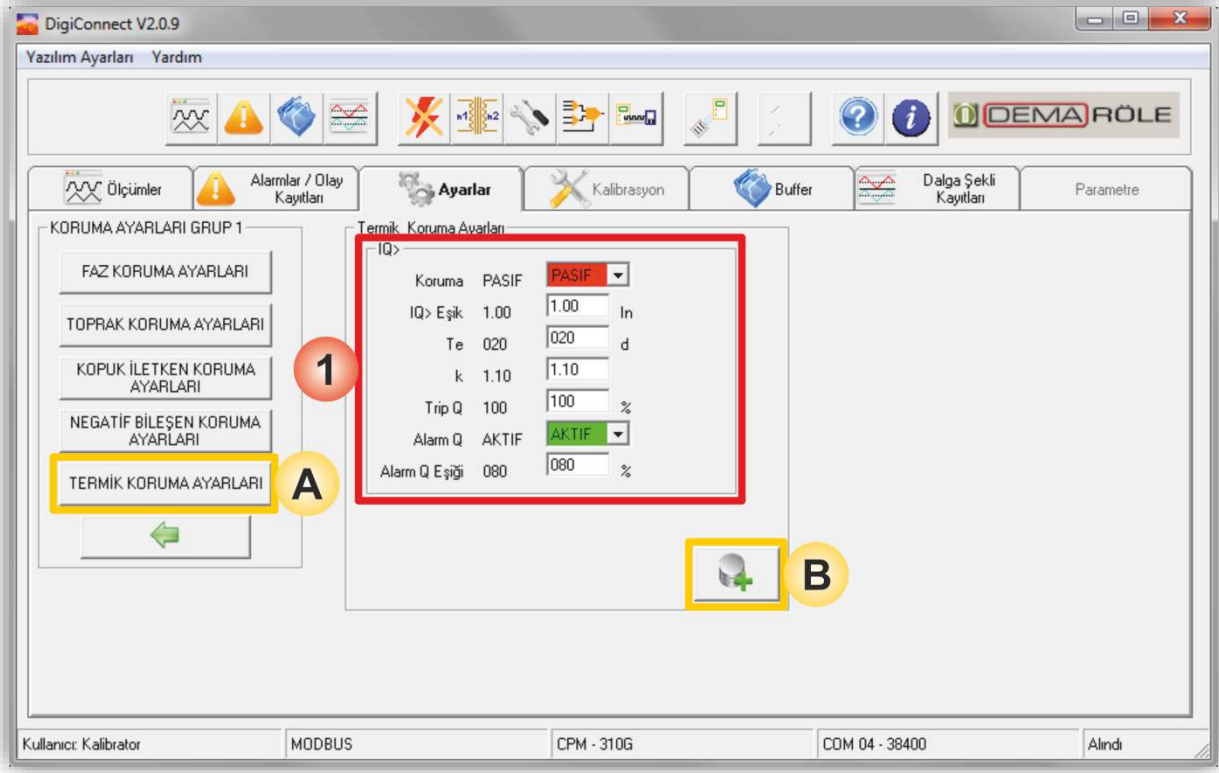 DigiConnect V2.0.9
Yazılım Ayarları Yardım
n1 n2
DEMA RÖLE
Ölçümler
Alarmlar / Olay
Kayıtları
Ayarlar
Kalibrasyon
Buffer
Dalga Şekli
Kayıtları
Parametre
KORUMA AYARLARI GRUP 1
FAZ KORUMA AYARLARI
TOPRAK KORUMA AYARLARI
KOPUK İLETKEN KORUMA
AYARLARI
NEGATİF BİLEŞEN KORUMA
AYARLARI
TERMİK KORUMA AYARLARI
A
Termik Koruma Ayarları
1
IQ>
Koruma PASIF PASIF
IQ> Eşik 1.00 1.00 In
Te 020 020 d
k 1.10 1.10
Trip Q 100 100 %
Alarm Q AKTIF AKTIF
Alarm Q Eşiği 080 080 %
B
Kullanıcı: Kalibrator MODBUS CPM - 310G COM 04 - 38400 Alındı